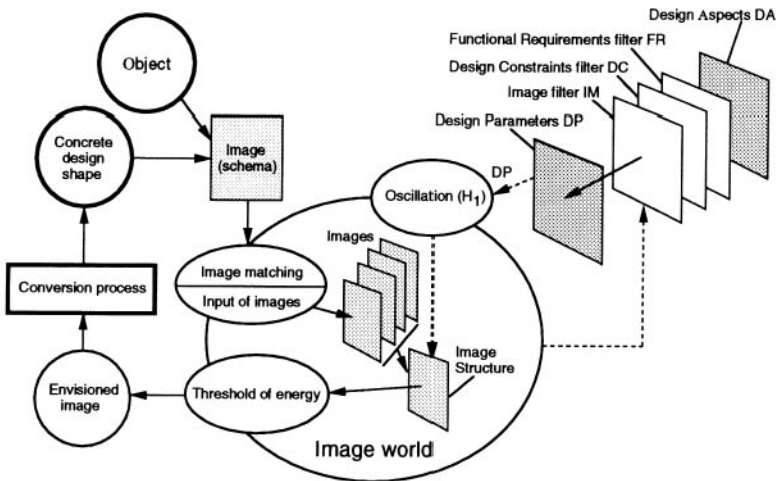 Design Aspects DA
Functional Requirements filter FR
Design Constraints filter DC
Image filter IM
Design Parameters DP
Object
Concrete
design
shape
Image
(schema)
Oscillation (H₁)
DP
Images
Image matching
Input of images
Conversion process
Image
Structure
Envisioned
image
Threshold of energy
Image world